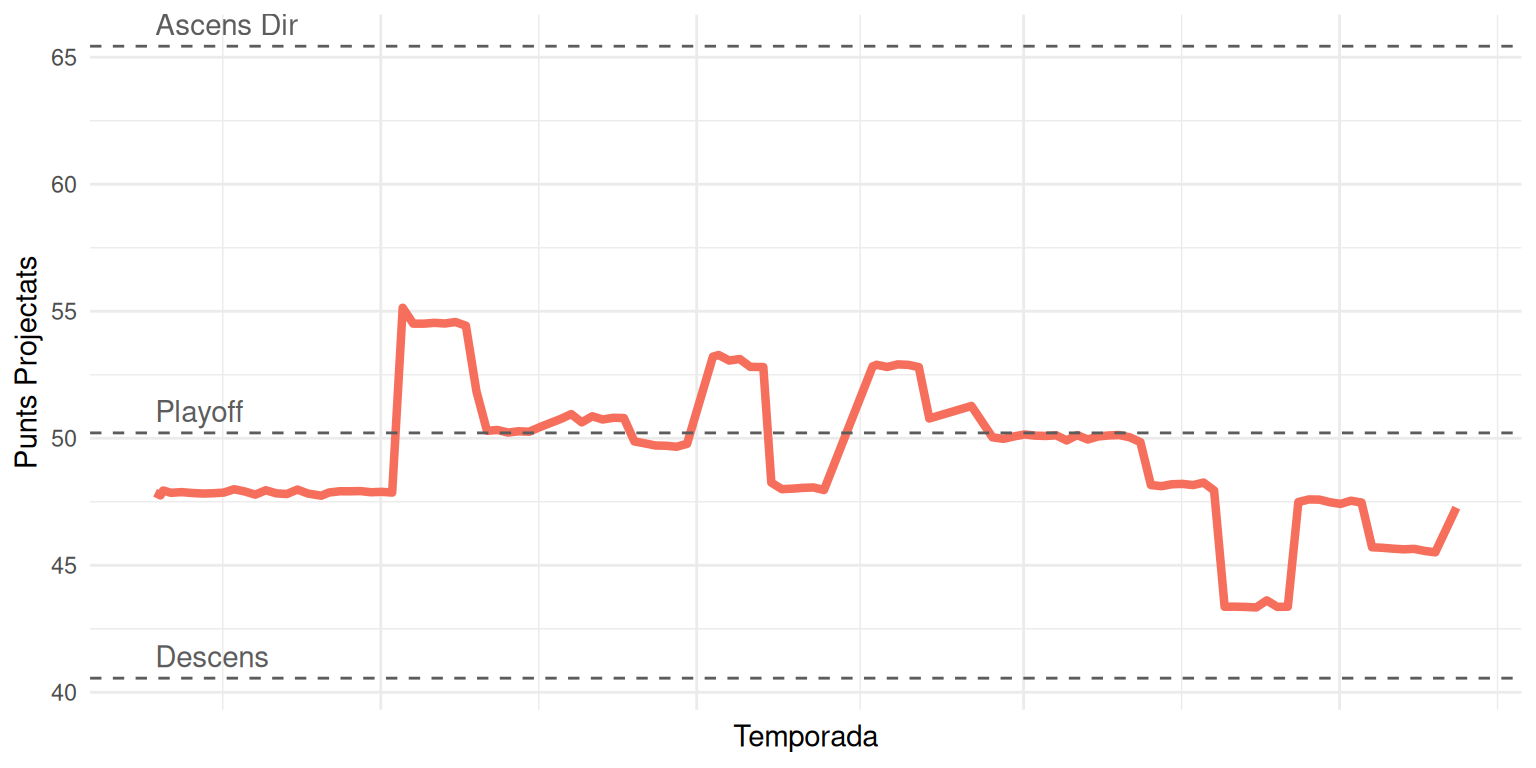 Ascens Dir
65
60
55
Playoff
50
45
Descens
40
Punts Projectats
Temporada